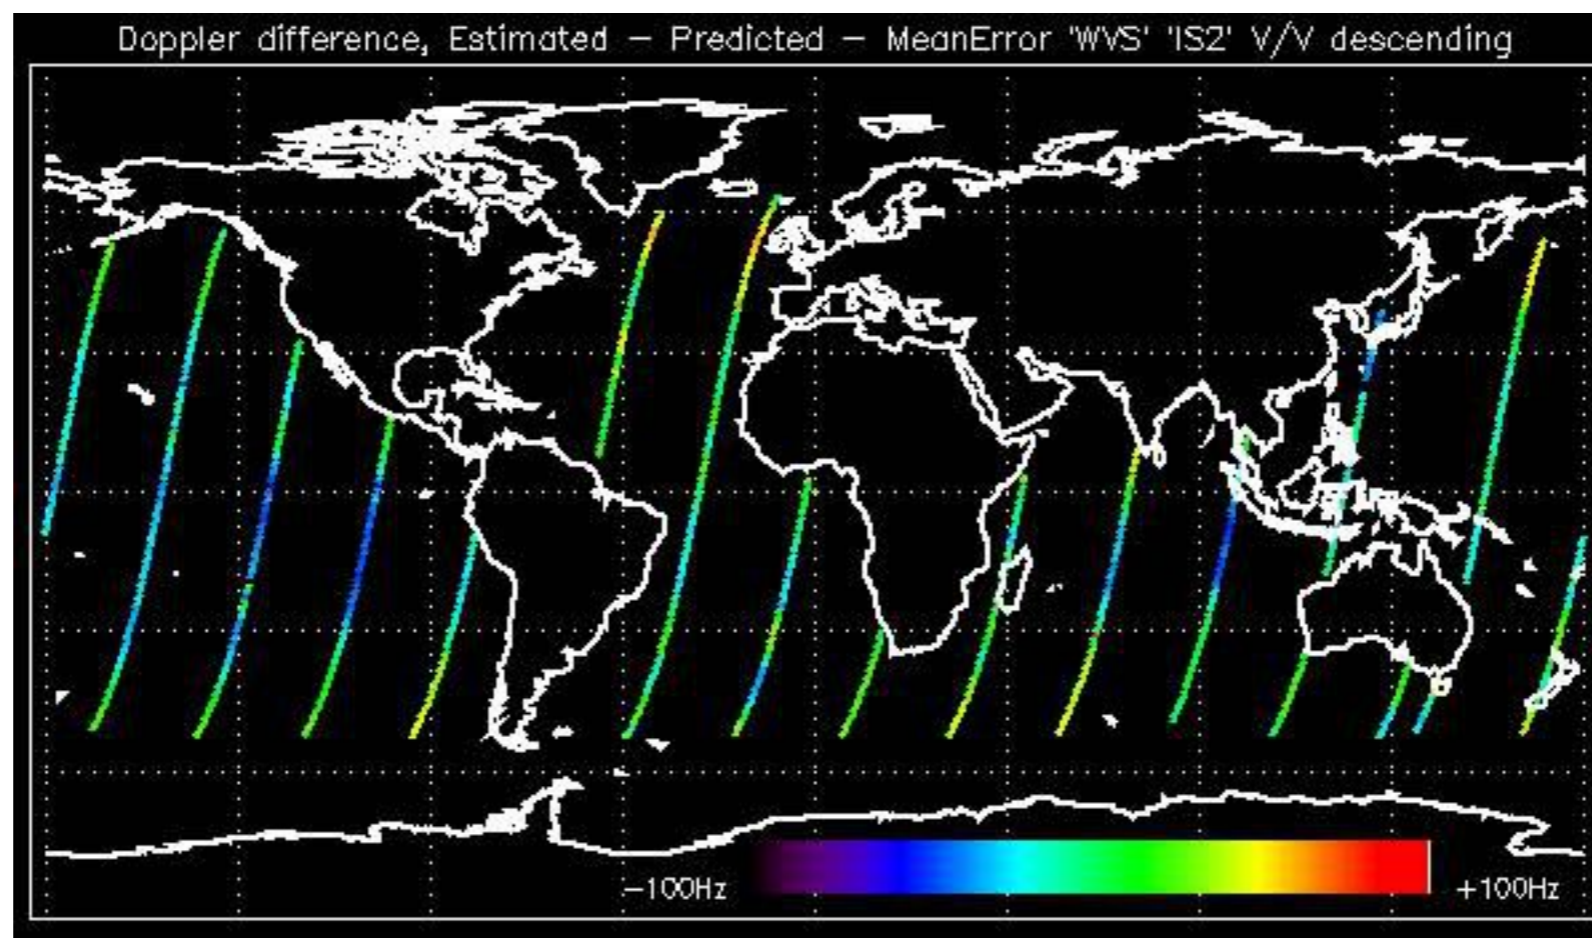 Doppler difference, Estimated - Predicted - MeanError 'WVS' 'IS2' V/V descending
-100Hz +100Hz